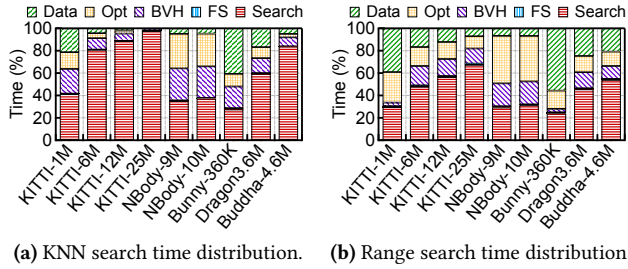 Data Opt BVH FS Search
100
80
60
40
20
0
Time (%)
KITTI-1M
KITTI-6M
KITTI-12M
KITTI-25M
NBody-9M
NBody-10M
Bunny-360K
Dragon3.6M
Buddha-4.6M
(a) KNN search time distribution.
Data Opt BVH FS Search
100
80
60
40
20
0
Time (%)
KITTI-1M
KITTI-6M
KITTI-12M
KITTI-25M
NBody-9M
NBody-10M
Bunny-360K
Dragon3.6M
Buddha-4.6M
(b) Range search time distribution